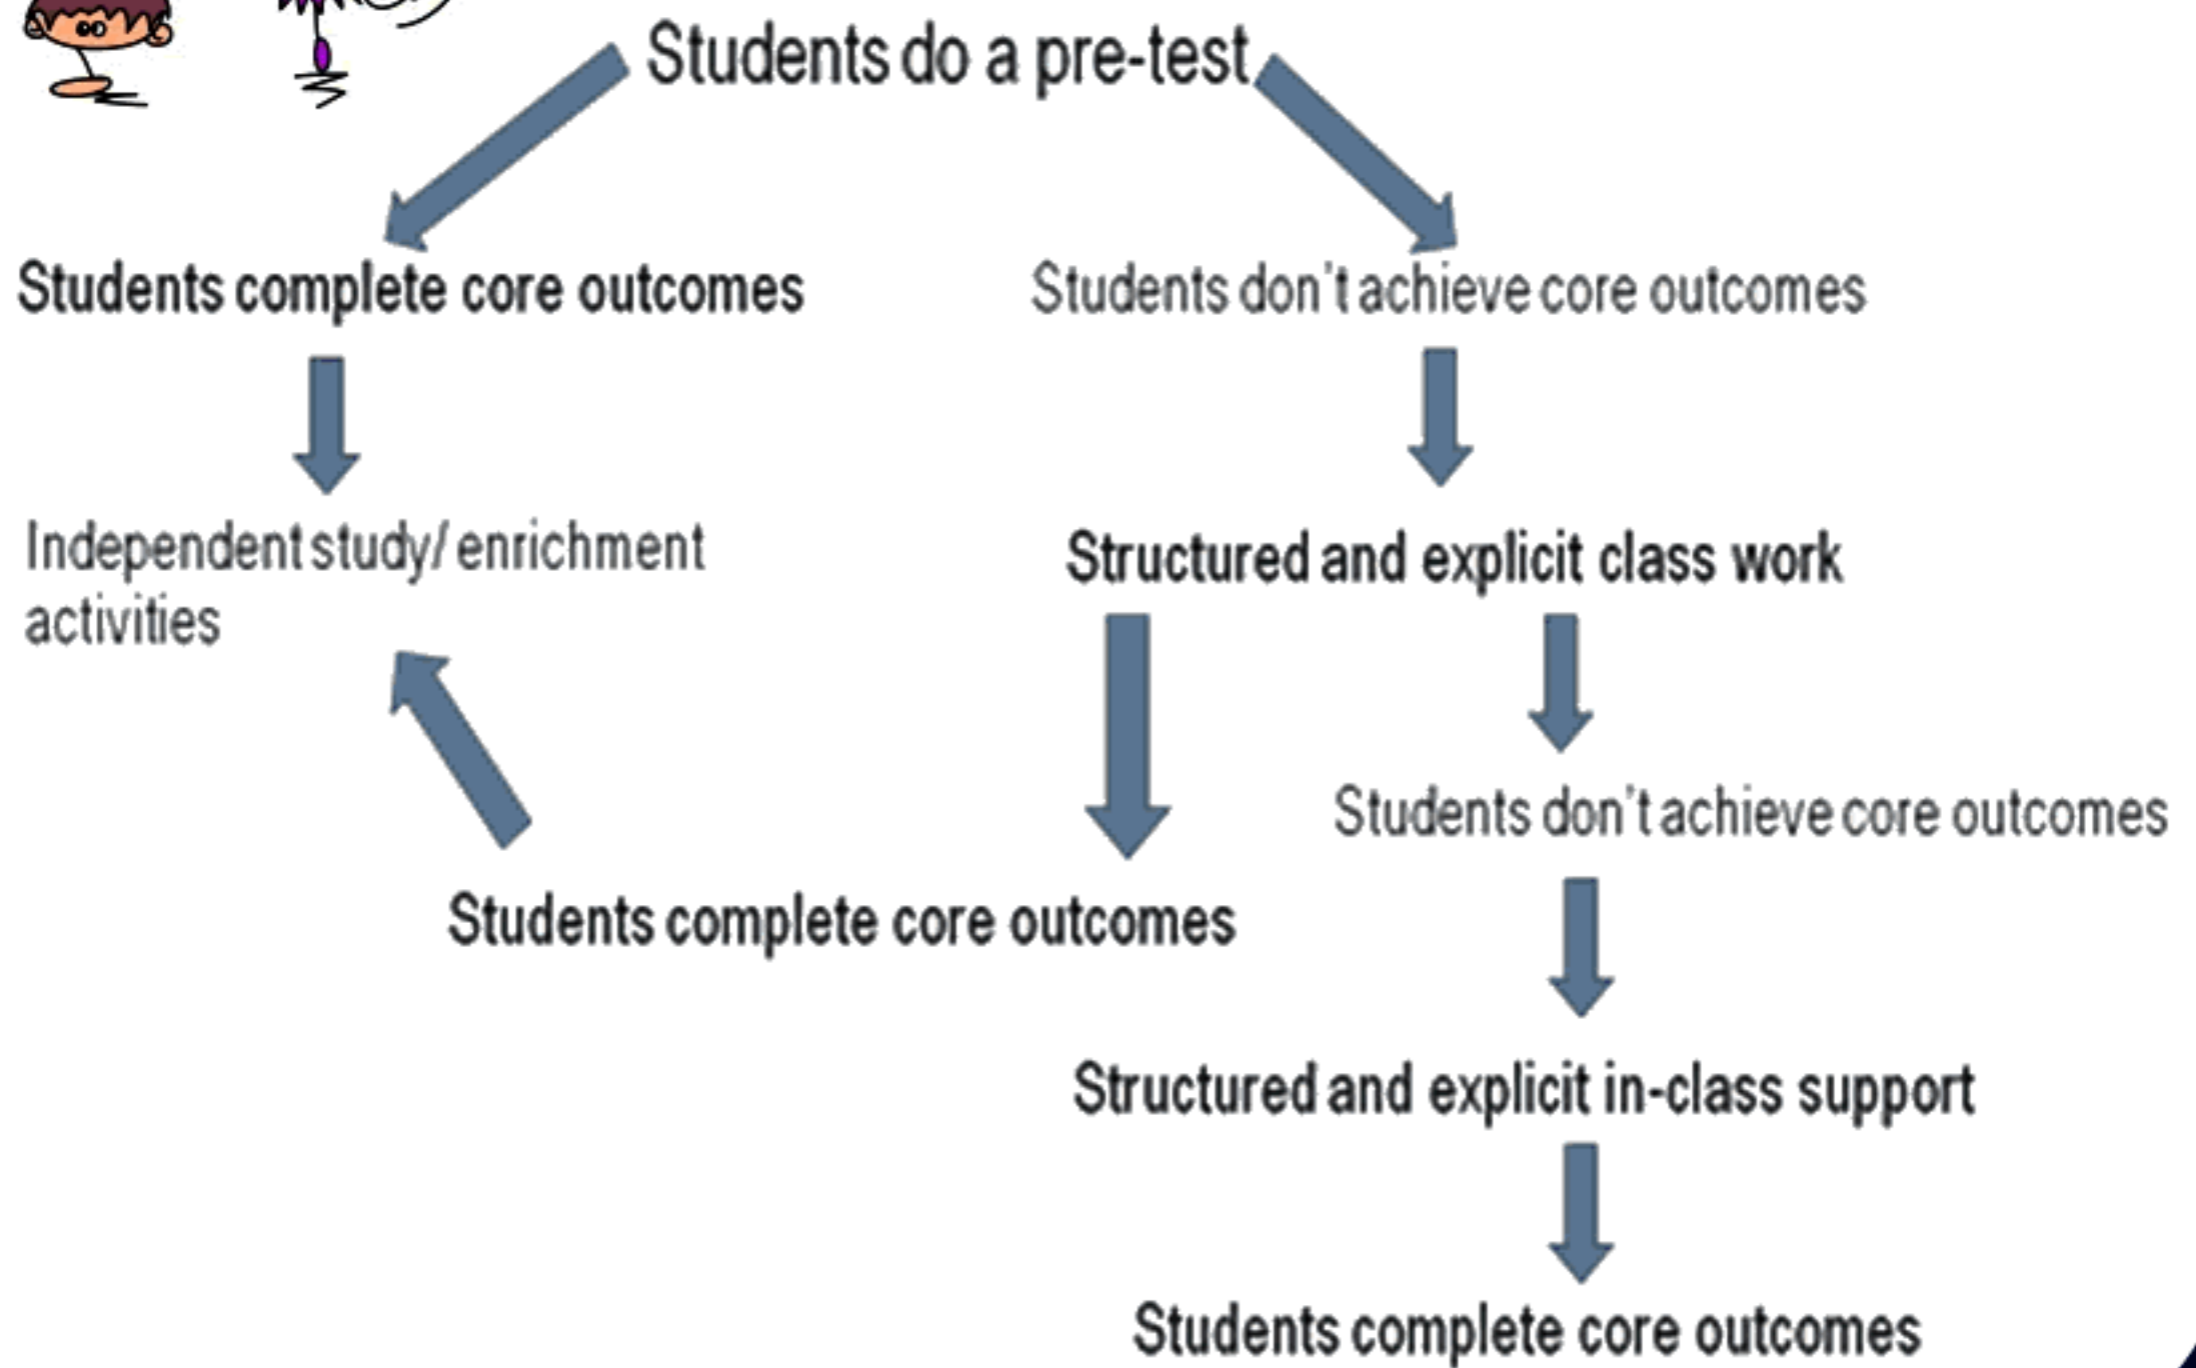 Students do a pre-test
Students complete core outcomes
Students don't achieve core outcomes
Independent study/ enrichment
activities
Structured and explicit class work
Students don't achieve core outcomes
Students complete core outcomes
Structured and explicit in-class support
Students complete core outcomes